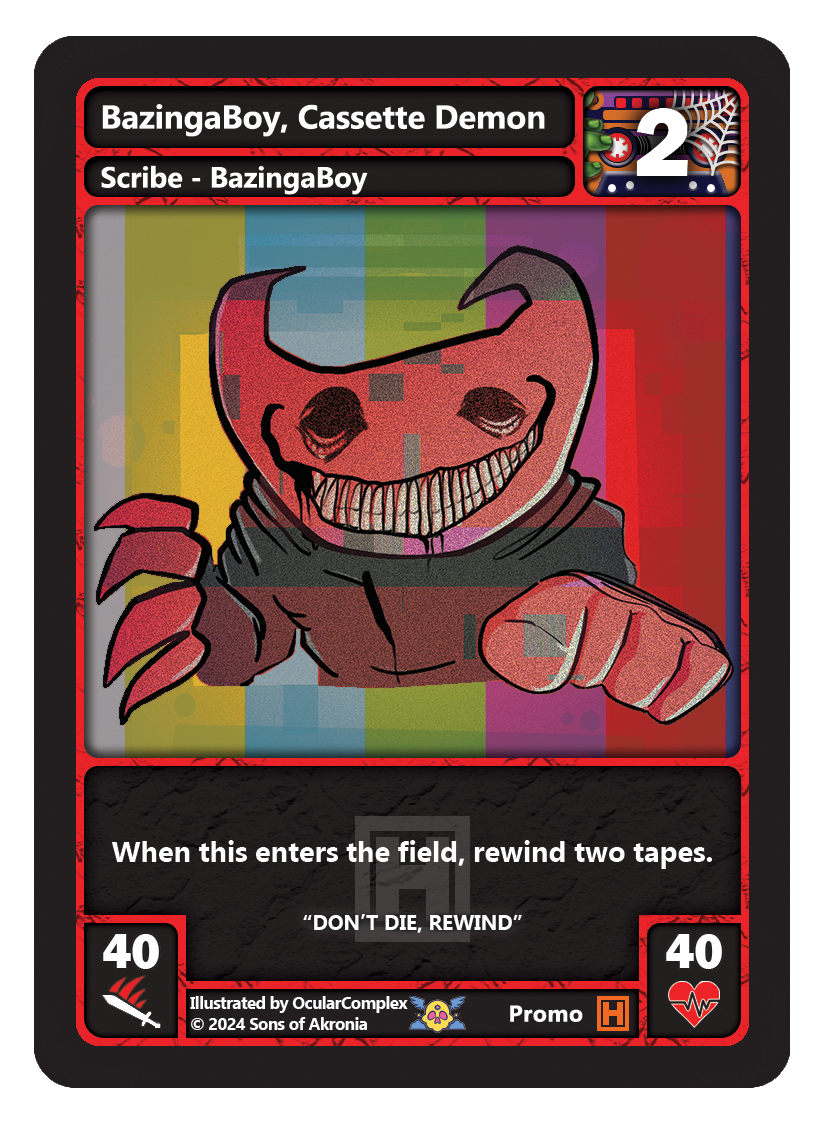 BazingaBoy, Cassette Demon
2
Scribe - BazingaBoy
When this enters the field, rewind two tapes.
“DON’T DIE, REWIND”
40
40
Illustrated by OcularComplex
© 2024 Sons of Akronia
Promo
H